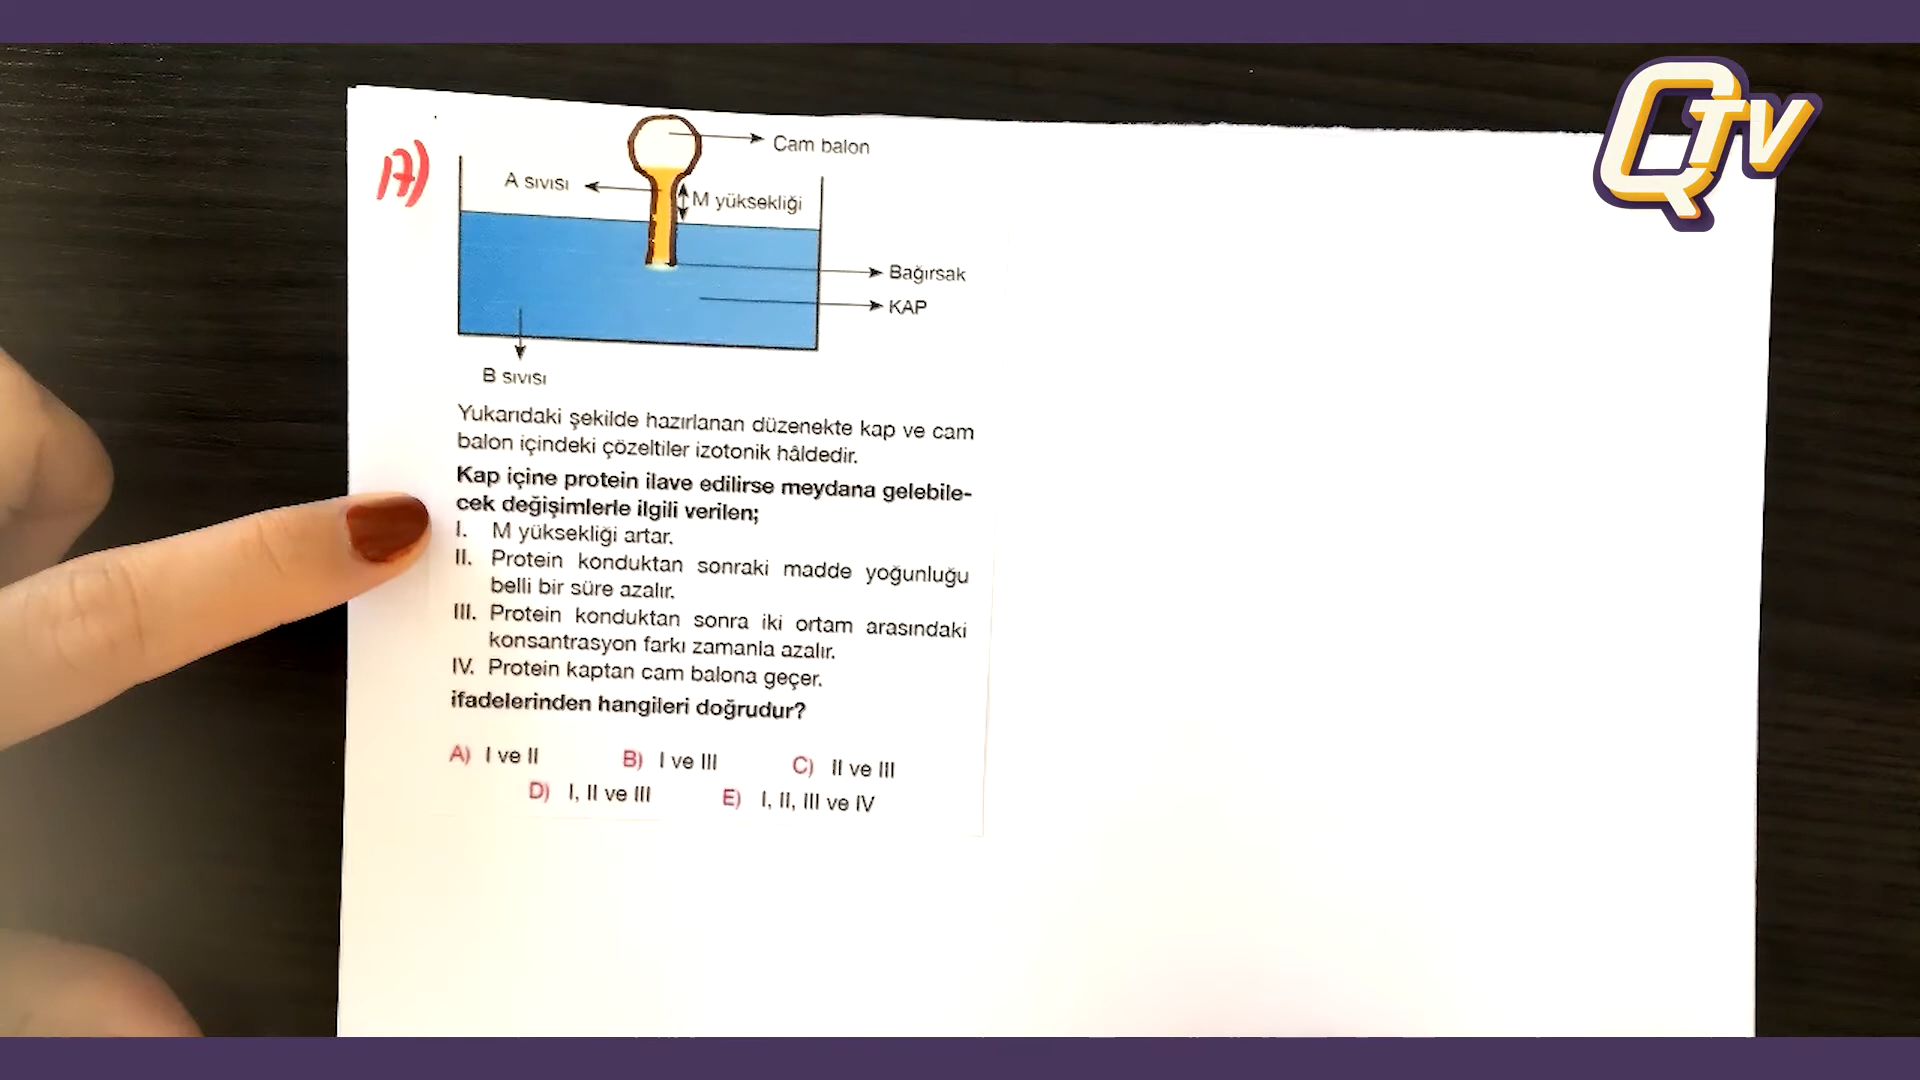 QTV
17)
Cam balon
A sıvısı
M yüksekliği
Bağırsak
KAP
B sıvısı
Yukarıdaki şekilde hazırlanan düzenekte kap ve cam
balon içindeki çözeltiler izotonik hâldedir.
Kap içine protein ilave edilirse meydana gelebile-
cek değişimlerle ilgili verilen;
I. M yüksekliği artar.
II. Protein konduktan sonraki madde yoğunluğu
belli bir süre azalır.
III. Protein konduktan sonra iki ortam arasındaki
konsantrasyon farkı zamanla azalır.
IV. Protein kaptan cam balona geçer.
ifadelerinden hangileri doğrudur?
A) I ve II B) I ve III C) II ve III
D) I, II ve III E) I, II, III ve IV